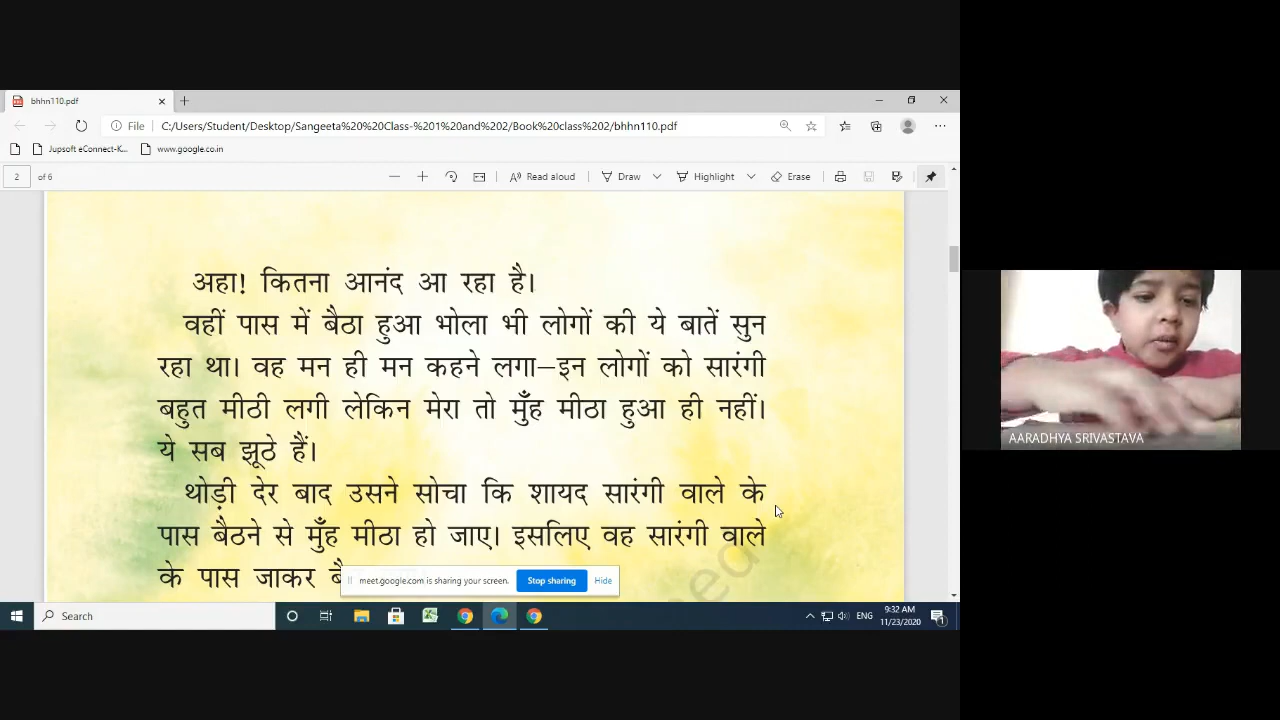 bhhn110.pdf
File C:/Users/Student/Desktop/Sangeeta%20%20Class-%201%20and%202/Book%20class%202/bhhn110.pdf
Jupsoft eConnect-K... www.google.co.in
2 of 6 Read aloud Draw Highlight Erase
अहा! कितना आनंद आ रहा है।
वहीं पास में बैठा हुआ भोला भी लोगों की ये बातें सुन
रहा था। वह मन ही मन कहने लगा–इन लोगों को सारंगी
बहुत मीठी लगी लेकिन मेरा तो मुँह मीठा हुआ ही नहीं।
ये सब झूठे हैं।
थोड़ी देर बाद उसने सोचा कि शायद सारंगी वाले के
पास बैठने से मुँह मीठा हो जाए। इसलिए वह सारंगी वाले
के पास जाकर
meet.google.com is sharing your screen. Stop sharing Hide
Search
ENG 9:32 AM
11/23/2020
AARADHYA SRIVASTAVA